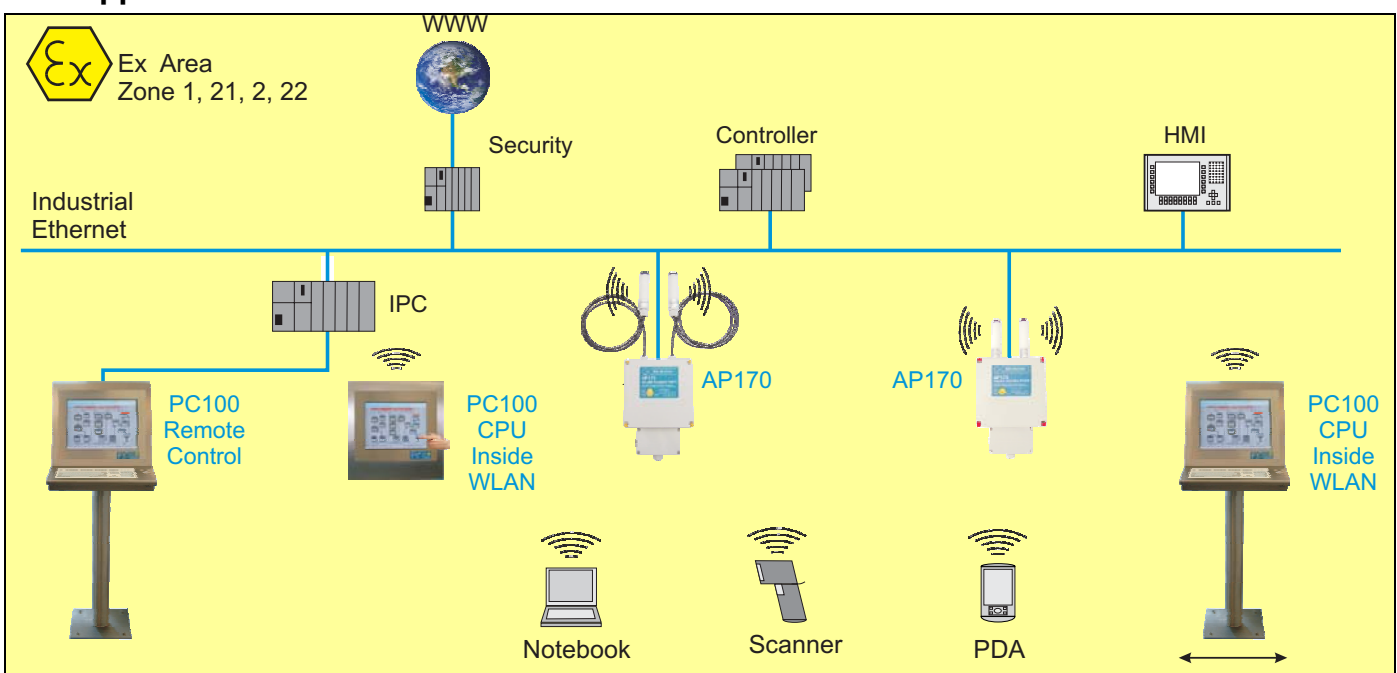 WWW
Ex
Ex Area
Zone 1, 21, 2, 22
Security
Controller
HMI
Industrial
Ethernet
IPC
AP170
AP170
PC100
Remote
Control
PC100
CPU
Inside
WLAN
PC100
CPU
Inside
WLAN
Notebook
Scanner
PDA